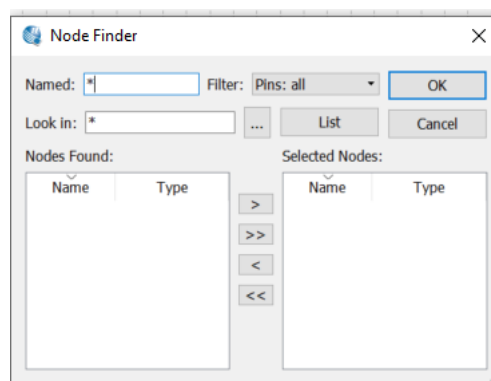 Node Finder
Named: * Filter: Pins: all OK
Look in: * ... List Cancel
Nodes Found: Selected Nodes:
Name Type > Name Type
>>
<
<<